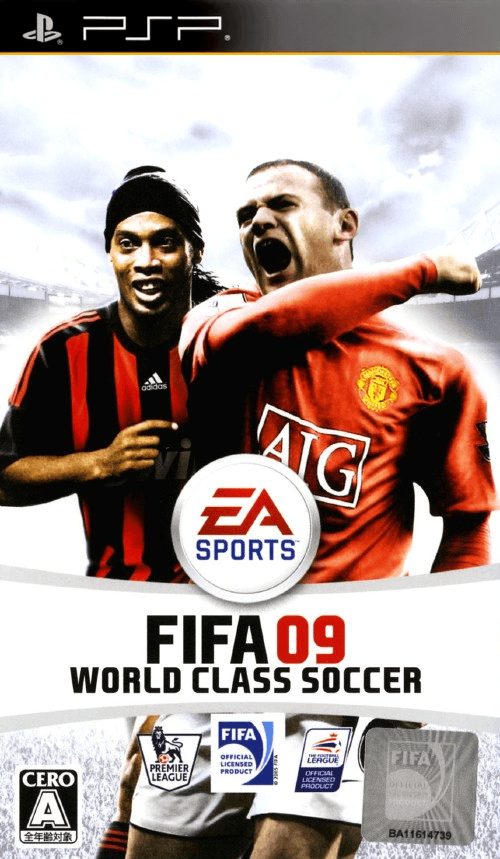 PSP
adidas
AIG
EA
SPORTS™
FIFA 09
WORLD CLASS SOCCER
PREMIER
LEAGUE
FIFA
OFFICIAL
LICENSED
PRODUCT
THE FOOTBALL
LEAGUE
OFFICIAL
LICENSED
PRODUCT
FIFA
BA11614739
CERO
A
全年齢対象